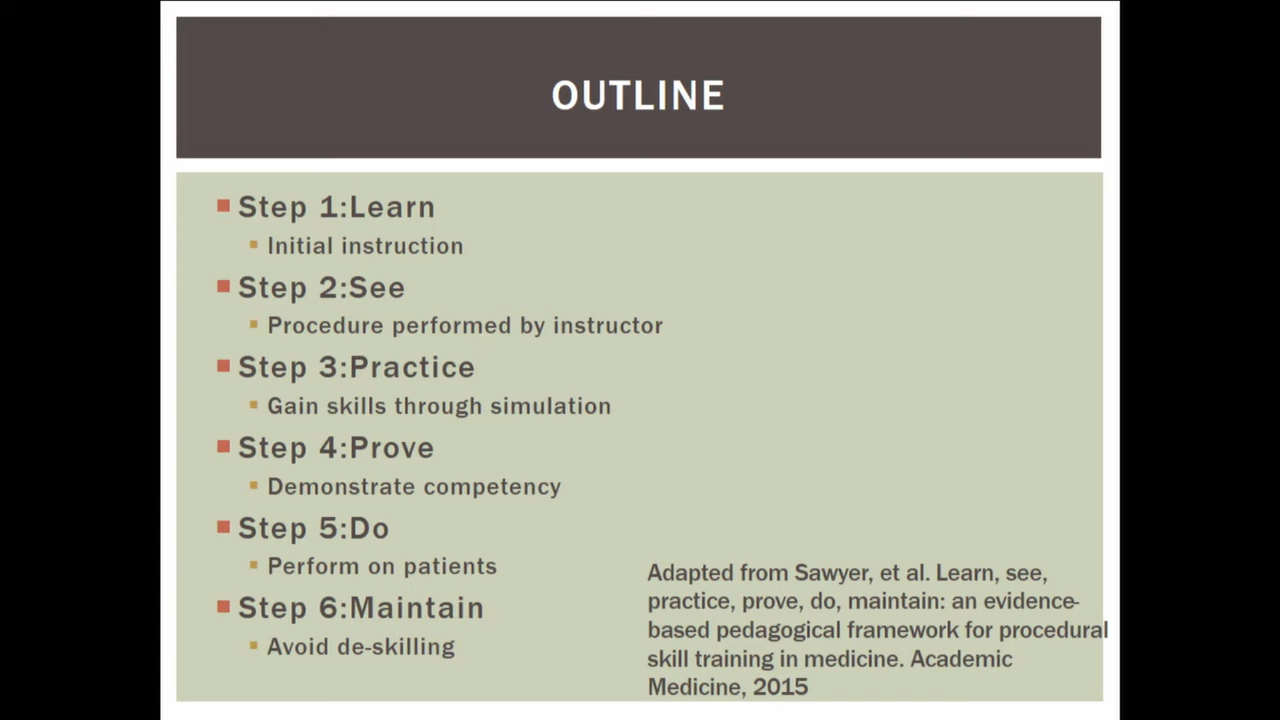 OUTLINE
Step 1:Learn
Initial instruction
Step 2:See
Procedure performed by instructor
Step 3:Practice
Gain skills through simulation
Step 4:Prove
Demonstrate competency
Step 5:Do
Perform on patients
Step 6:Maintain
Avoid de-skilling
Adapted from Sawyer, et al. Learn, see,
practice, prove, do, maintain: an evidence-
based pedagogical framework for procedural
skill training in medicine. Academic
Medicine, 2015